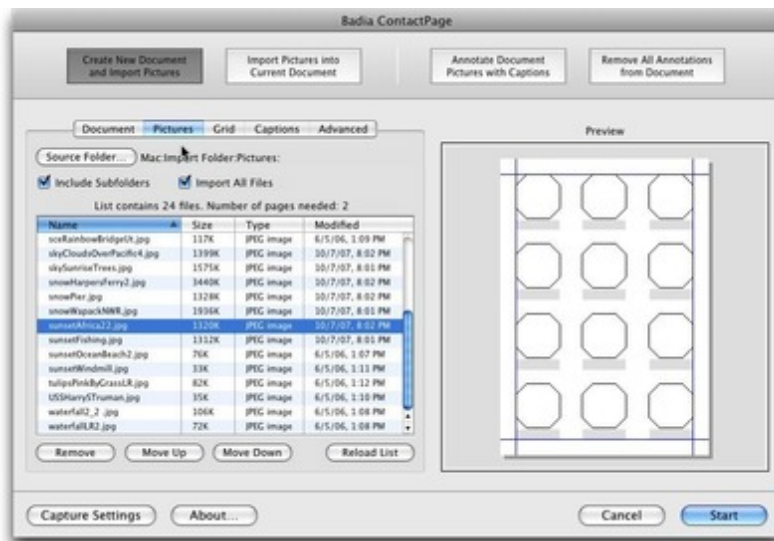 Badia ContactPage
Create New Document and Import Pictures
Import Pictures into Current Document
Annotate Document Pictures with Captions
Remove All Annotations from Document
Document Pictures Grid Captions Advanced
Preview
Source Folder... Mac:Import Folder:Pictures:
Include Subfolders Import All Files
List contains 24 files. Number of pages needed: 2
Name Size Type Modified
sceRainbowBridgeUt.jpg 117K JPEG image 6/5/06, 1:09 PM
skyCloudsOverPacific4.jpg 1399K JPEG image 10/7/07, 8:02 PM
skySunriseTrees.jpg 1575K JPEG image 10/7/07, 8:01 PM
snowHarpersFerry2.jpg 3440K JPEG image 10/7/07, 8:02 PM
snowPier.jpg 1328K JPEG image 10/7/07, 8:01 PM
snowWapackNWR.jpg 1936K JPEG image 10/7/07, 8:01 PM
sunsetAfrica22.jpg 1320K JPEG image 10/7/07, 8:02 PM
sunsetFishing.jpg 1312K JPEG image 10/7/07, 8:01 PM
sunsetOceanBeach2.jpg 76K JPEG image 6/5/06, 1:07 PM
sunsetWindmill.jpg 33K JPEG image 6/5/06, 1:11 PM
tulipsPinkByGrassLR.jpg 82K JPEG image 6/5/06, 1:12 PM
USSHarrySTruman.jpg 35K JPEG image 6/5/06, 1:10 PM
waterfall2_2 .jpg 106K JPEG image 6/5/06, 1:08 PM
waterfallLR2.jpg 72K JPEG image 6/5/06, 1:08 PM
Remove Move Up Move Down Reload List
Capture Settings About... Cancel Start